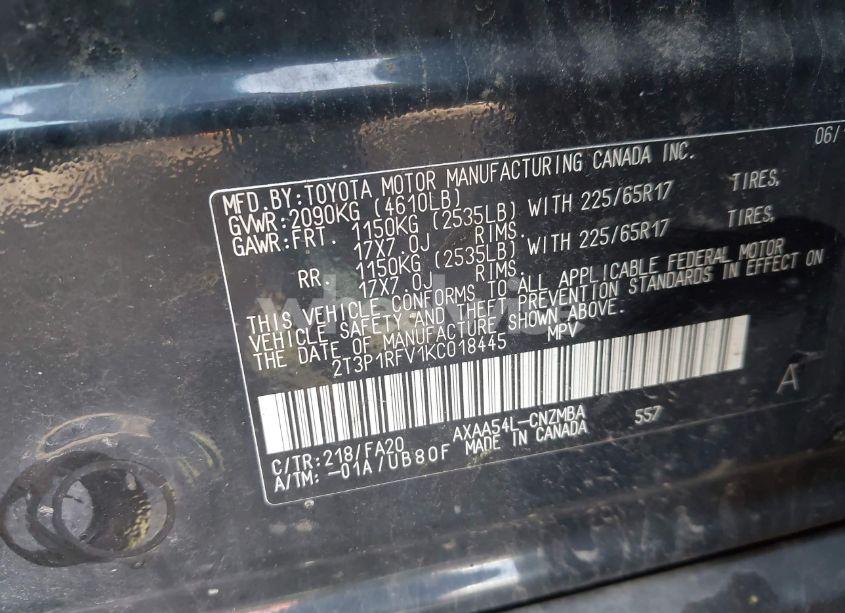 MFD.BY:TOYOTA MOTOR MANUFACTURING CANADA INC. 06/
GVWR:2090KG (4610LB)
GAWR:FRT. 1150KG (2535LB) WITH 225/65R17 TIRES,
17X7.0J RIMS.
RR. 1150KG (2535LB) WITH 225/65R17 TIRES,
17X7.0J RIMS.
THIS VEHICLE CONFORMS TO ALL APPLICABLE FEDERAL MOTOR
VEHICLE SAFETY AND THEFT PREVENTION STANDARDS IN EFFECT ON
THE DATE OF MANUFACTURE SHOWN ABOVE.
2T3P1RFV1KC018445 MPV
A
C/TR:218/FA20 AXAA54L-CNZMBA 557
A/TM: -01A/UB80F MADE IN CANADA